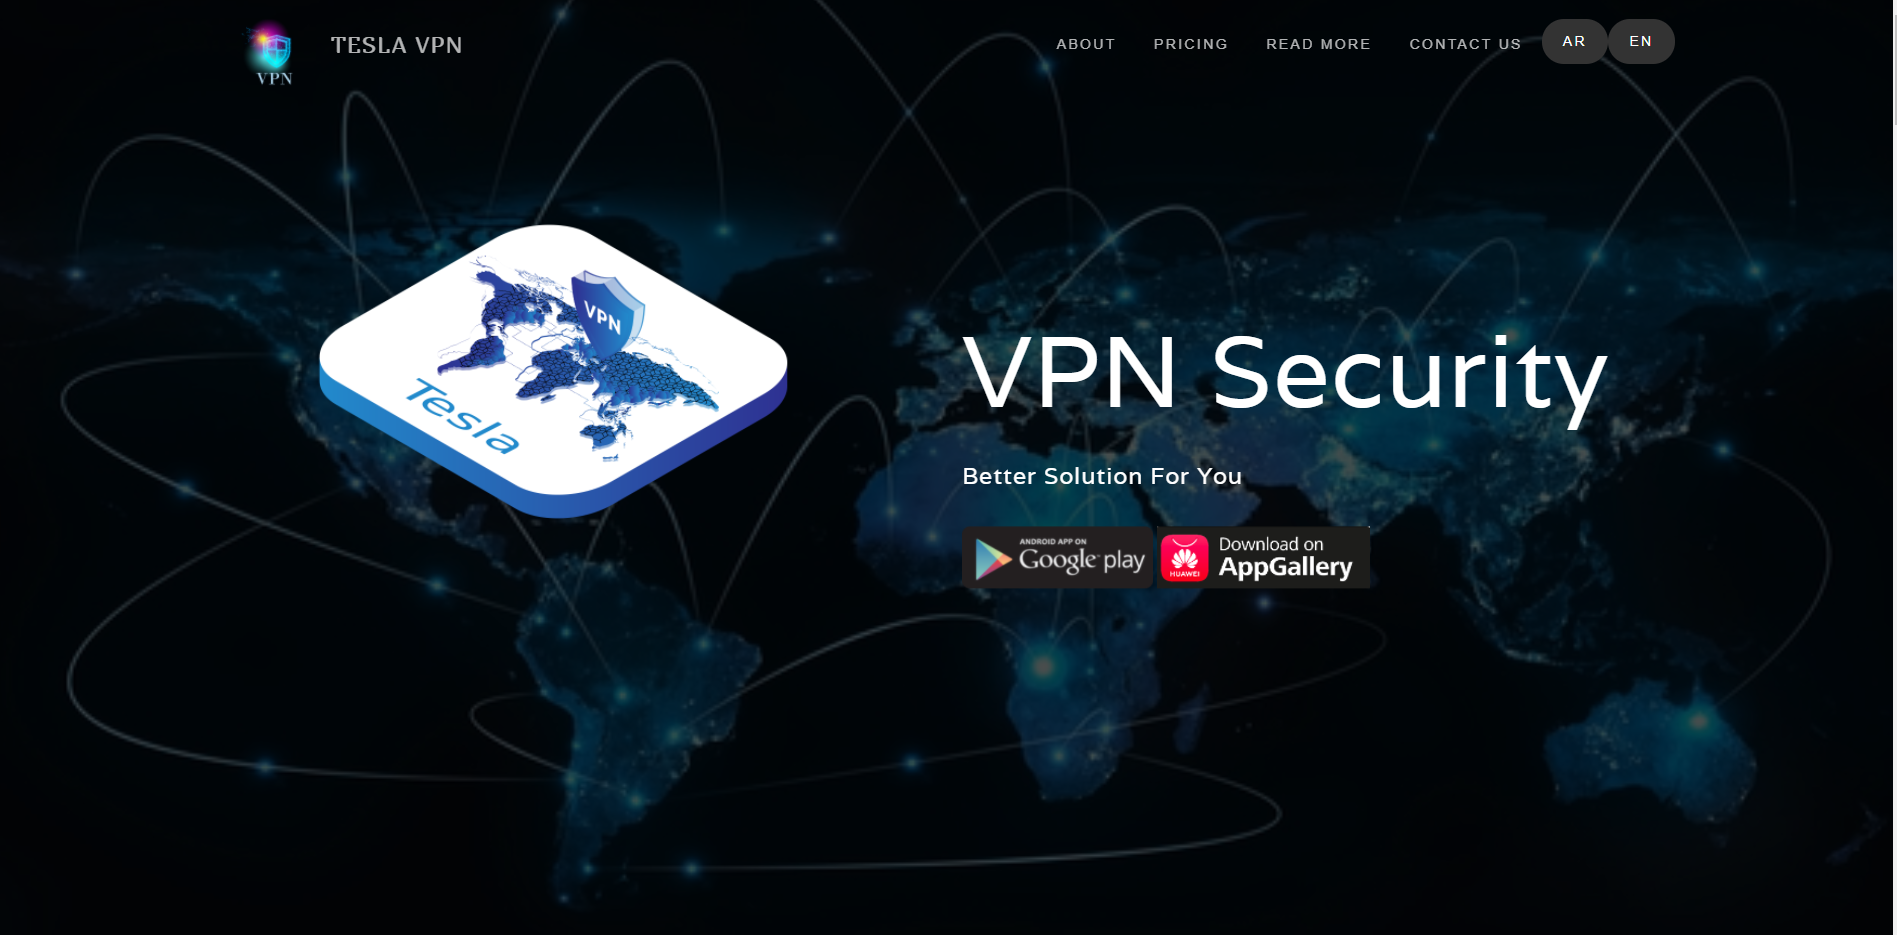 VPN
TESLA VPN
ABOUT
PRICING
READ MORE
CONTACT US
AR
EN
VPN
Tesla
VPN Security
Better Solution For You
ANDROID APP ON
Google play
HUAWEI
Download on
AppGallery